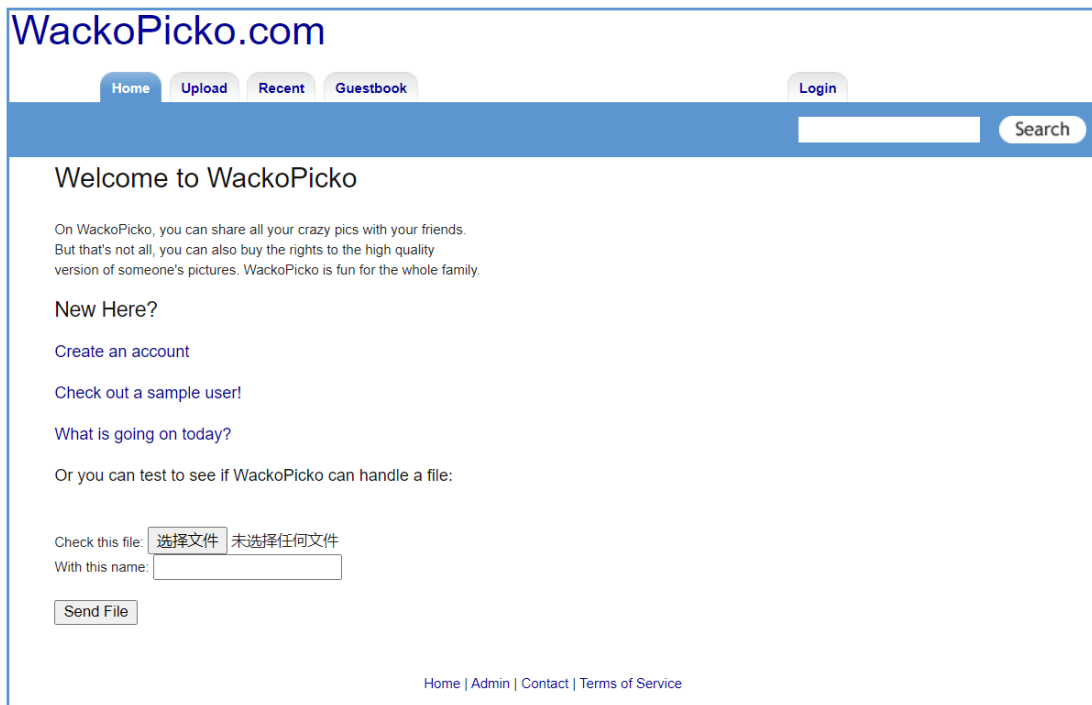 WackoPicko.com
Home Upload Recent Guestbook Login
Search
Welcome to WackoPicko
On WackoPicko, you can share all your crazy pics with your friends.
But that's not all, you can also buy the rights to the high quality
version of someone's pictures. WackoPicko is fun for the whole family.
New Here?
Create an account
Check out a sample user!
What is going on today?
Or you can test to see if WackoPicko can handle a file:
Check this file: 选择文件 未选择任何文件
With this name:
Send File
Home | Admin | Contact | Terms of Service